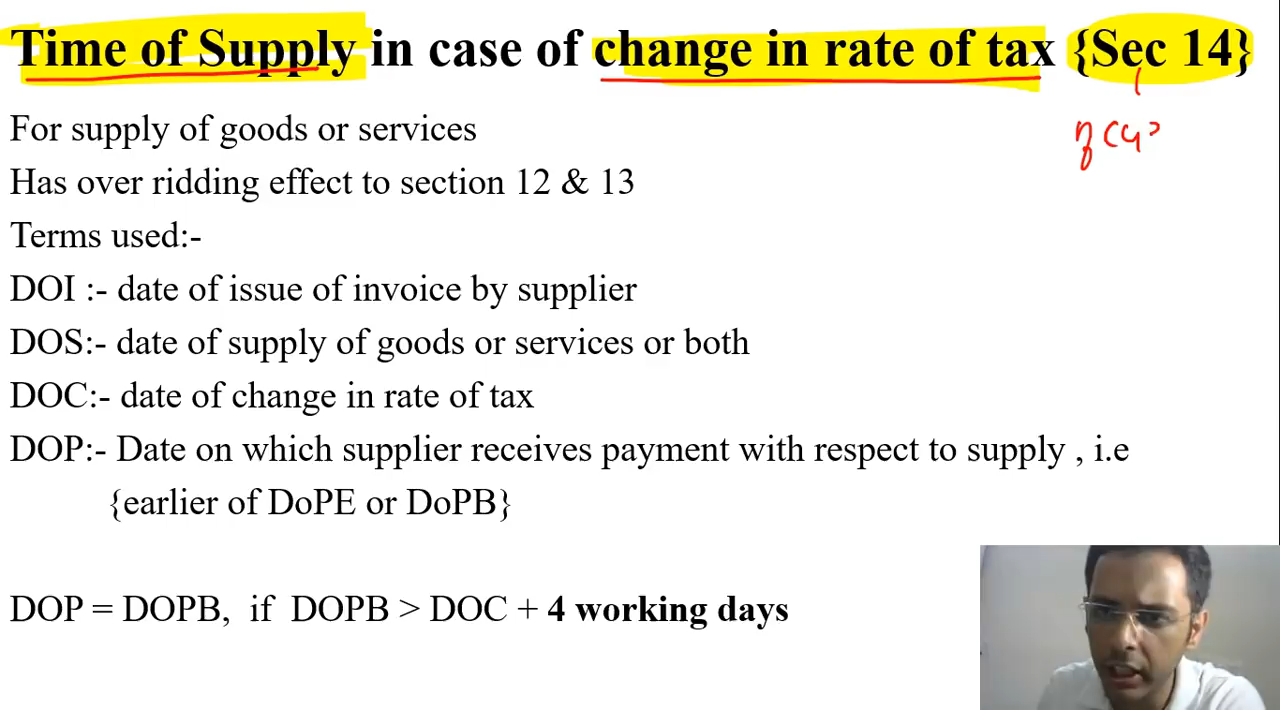 Time of Supply in case of change in rate of tax {Sec 14}
For supply of goods or services
Has over ridding effect to section 12 & 13
Terms used:-
DOI :- date of issue of invoice by supplier
DOS:- date of supply of goods or services or both
DOC:- date of change in rate of tax
DOP:- Date on which supplier receives payment with respect to supply , i.e
{earlier of DoPE or DoPB}
DOP = DOPB, if DOPB > DOC + 4 working days